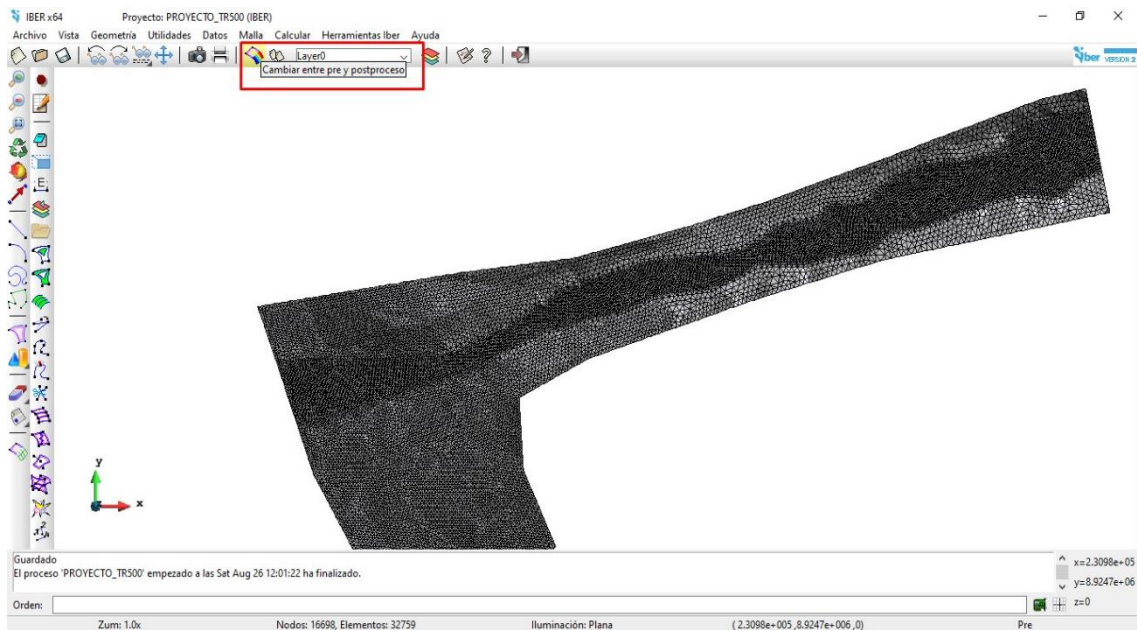 IBER x64 Proyecto: PROYECTO_TR500 (IBER)
Archivo Vista Geometría Utilidades Datos Malla Calcular Herramientas Iber Ayuda
Layer0
iber VERSION 2
Cambiar entre pre y postproceso
E
y
x
Guardado
El proceso 'PROYECTO_TR500' empezado a las Sat Aug 26 12:01:22 ha finalizado.
x=2.3098e+05
y=8.9247e+06
z=0
Orden:
Zum: 1.0x Nodos: 16698, Elementos: 32759 Iluminación: Plana (2.3098e+005 ,8.9247e+006 ,0) Pre